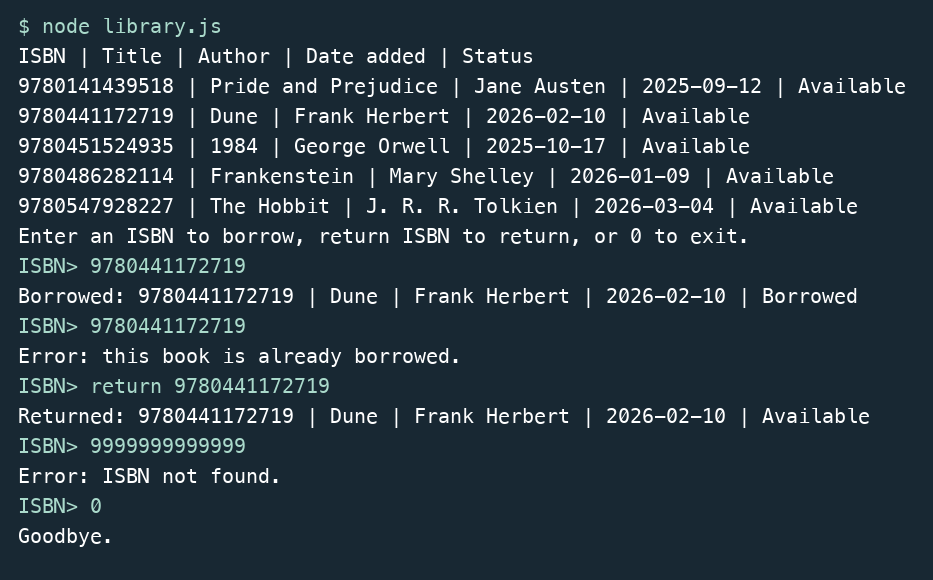 $ node library.js
ISBN | Title | Author | Date added | Status
9780141439518 | Pride and Prejudice | Jane Austen | 2025-09-12 | Available
9780441172719 | Dune | Frank Herbert | 2026-02-10 | Available
9780451524935 | 1984 | George Orwell | 2025-10-17 | Available
9780486282114 | Frankenstein | Mary Shelley | 2026-01-09 | Available
9780547928227 | The Hobbit | J. R. R. Tolkien | 2026-03-04 | Available
Enter an ISBN to borrow, return ISBN to return, or 0 to exit.
ISBN> 9780441172719
Borrowed: 9780441172719 | Dune | Frank Herbert | 2026-02-10 | Borrowed
ISBN> 9780441172719
Error: this book is already borrowed.
ISBN> return 9780441172719
Returned: 9780441172719 | Dune | Frank Herbert | 2026-02-10 | Available
ISBN> 9999999999999
Error: ISBN not found.
ISBN> 0
Goodbye.